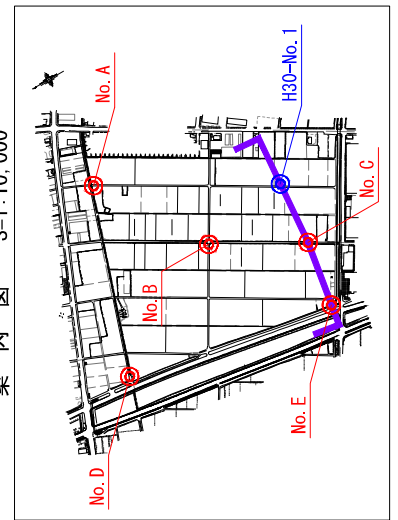 案内図 S=1:10,000
No. A
H30-No. 1
No. B
No. C
No. D
No. E